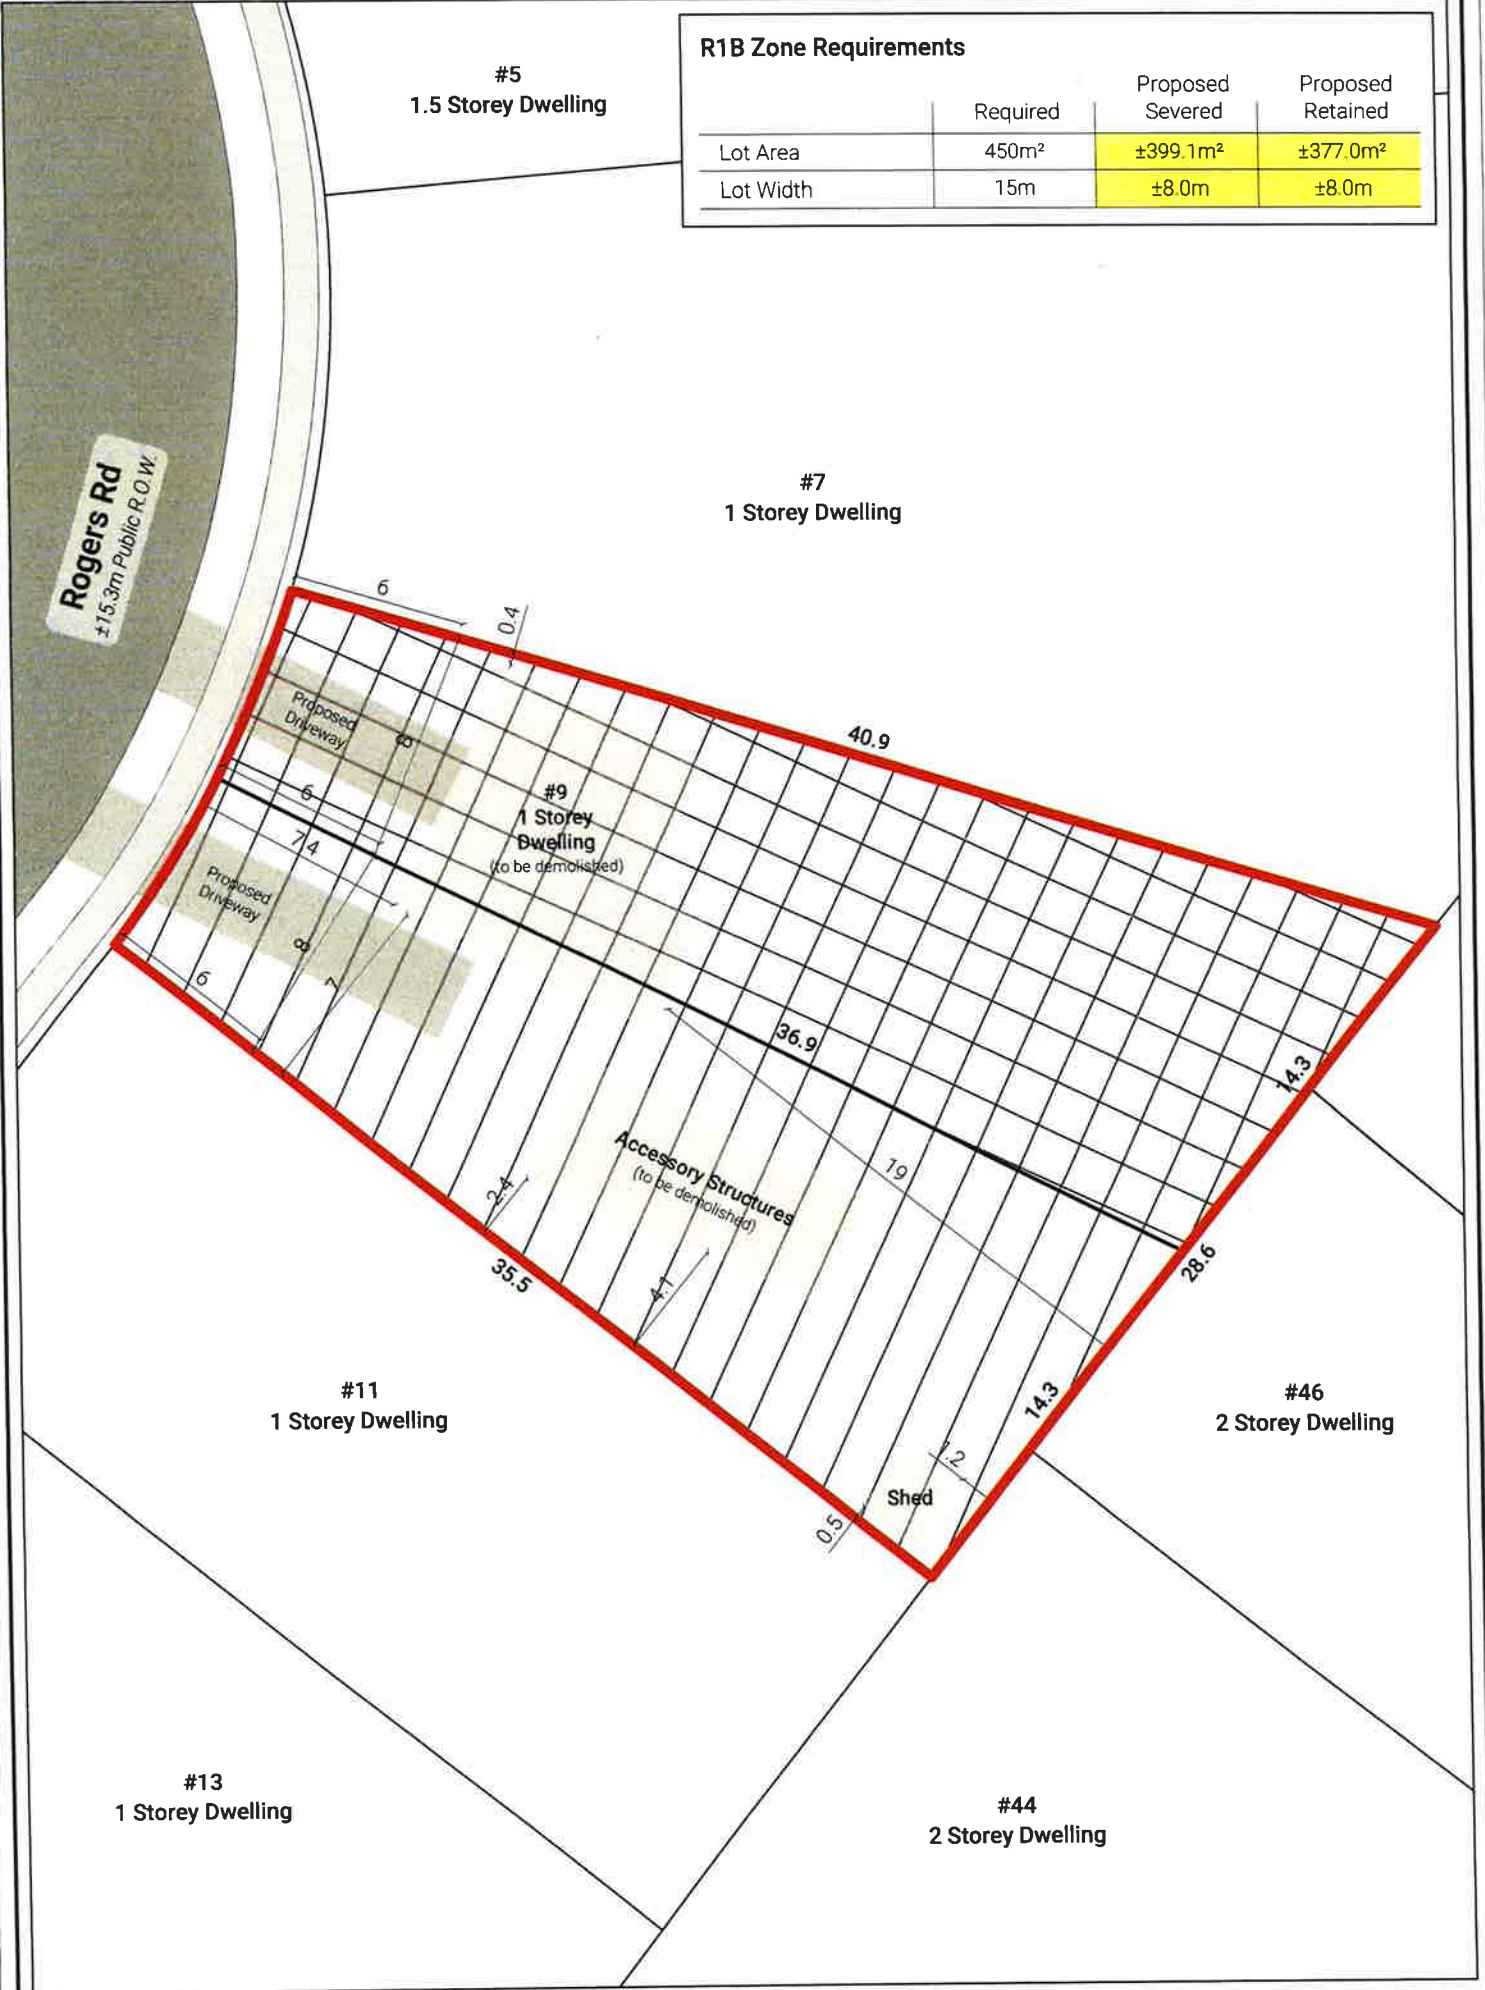 R1B Zone Requirements
Required
Proposed Severed
Proposed Retained
Lot Area 450m² ±399.1m² ±377.0m²
Lot Width 15m ±8.0m ±8.0m
#5
1.5 Storey Dwelling
#7
1 Storey Dwelling
Rogers Rd
±15.3m Public R.O.W.
6
0.4
40.9
Proposed
Driveway
8
#9
1 Storey
Dwelling
(to be demolished)
6
7.4
Proposed
Driveway
8
7
6
36.9
14.3
19
Accessory Structures
(to be demolished)
2.4
4.1
35.5
28.6
14.3
1.2
Shed
0.5
#11
1 Storey Dwelling
#46
2 Storey Dwelling
#13
1 Storey Dwelling
#44
2 Storey Dwelling